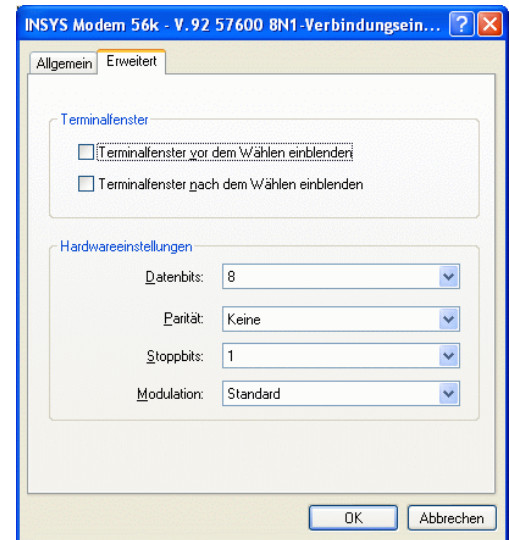 INSYS Modem 56k - V.92 57600 8N1-Verbindungsein... ?
Allgemein Erweitert
Terminalfenster
Terminalfenster vor dem Wählen einblenden
Terminalfenster nach dem Wählen einblenden
Hardwareeinstellungen
Datenbits: 8
Parität: Keine
Stoppbits: 1
Modulation: Standard
OK Abbrechen